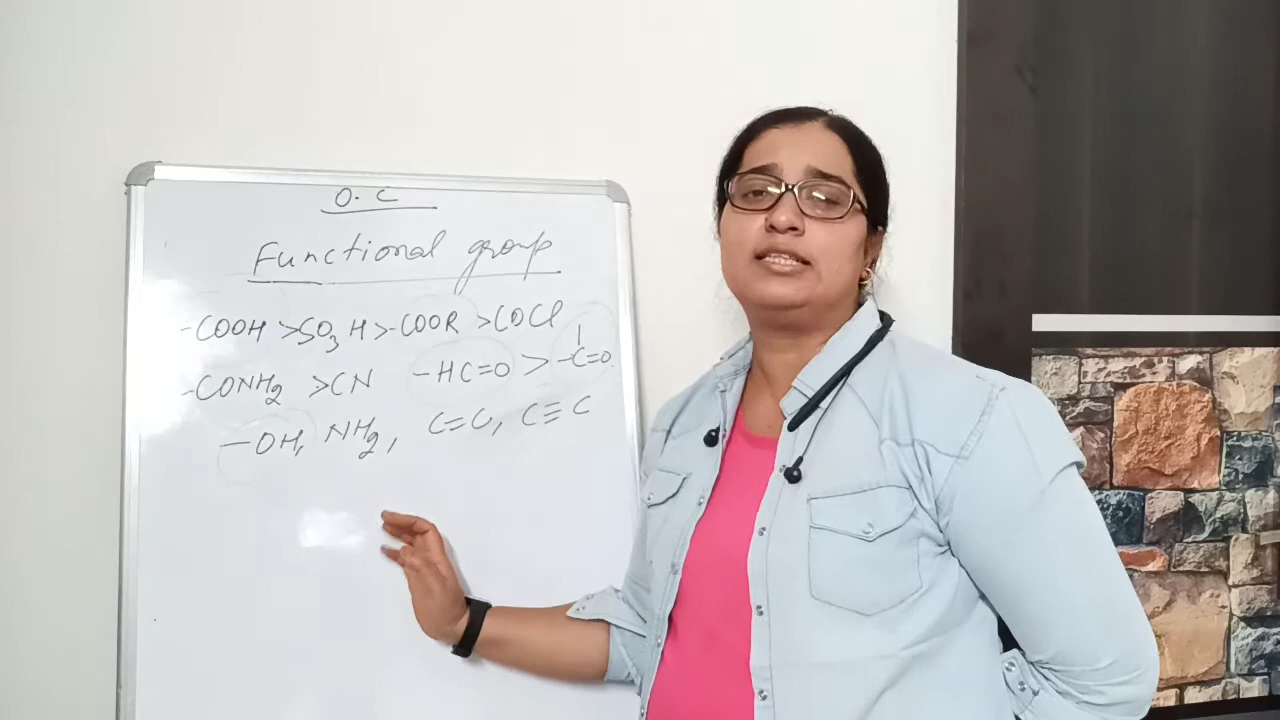 O.C
Functional group
-COOH >SO₃H >-COOR >COCl
-CONH₂ >CN -HC=O > -C=O
-OH, NH₂, C=C, C≡C